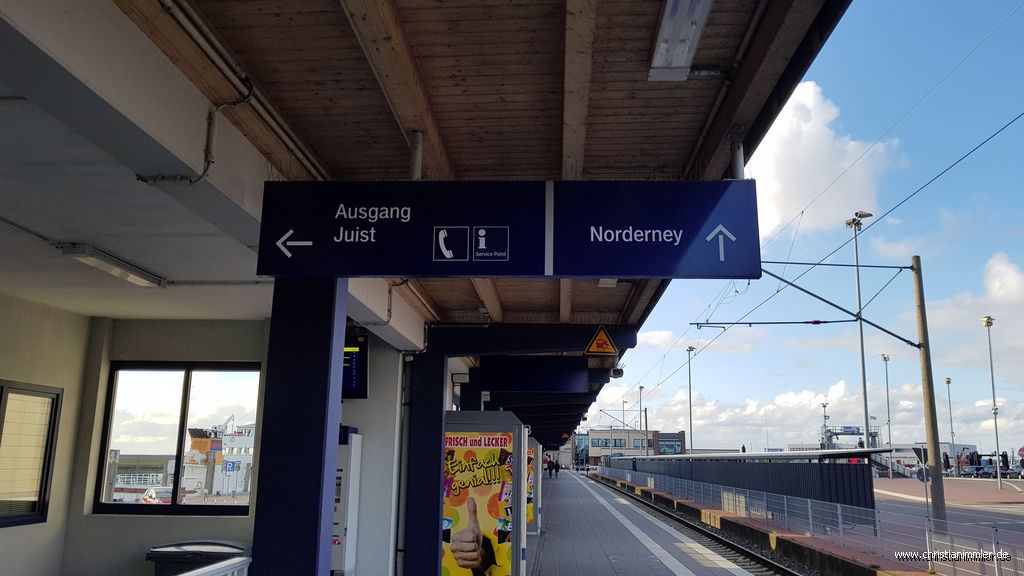 Ausgang
Juist
Service Point
Norderney
FRISCH und LECKER
Einfach
genial!!!
P
www.christianimmler.de